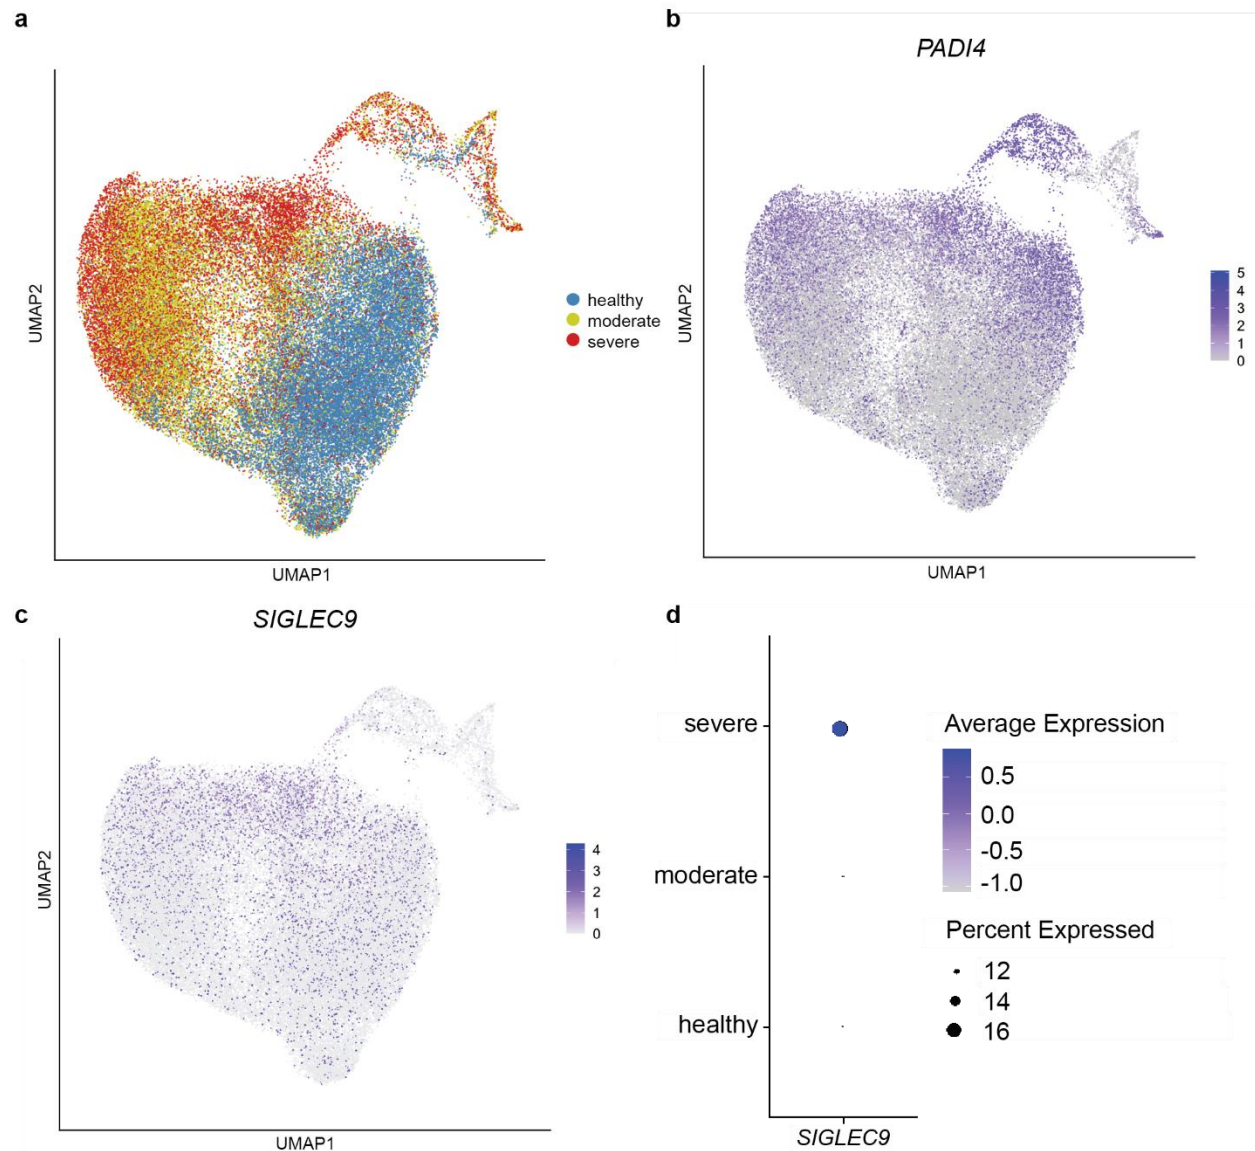 a
UMAP2
UMAP1
healthy
moderate
severe
b
PADI4
UMAP2
UMAP1
5
4
3
2
1
0
c
SIGLEC9
UMAP2
UMAP1
4
3
2
1
0
d
severe
moderate
healthy
SIGLEC9
Average Expression
0.5
0.0
-0.5
-1.0
Percent Expressed
12
14
16